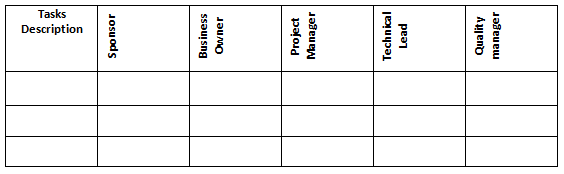 Tasks
Description
Sponsor
Business
Owner
Project
Manager
Technical
Lead
Quality
manager